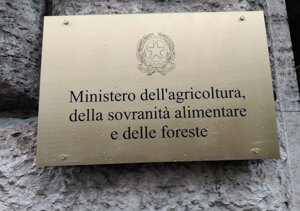 Ministero dell'agricoltura,
della sovranità alimentare
e delle foreste